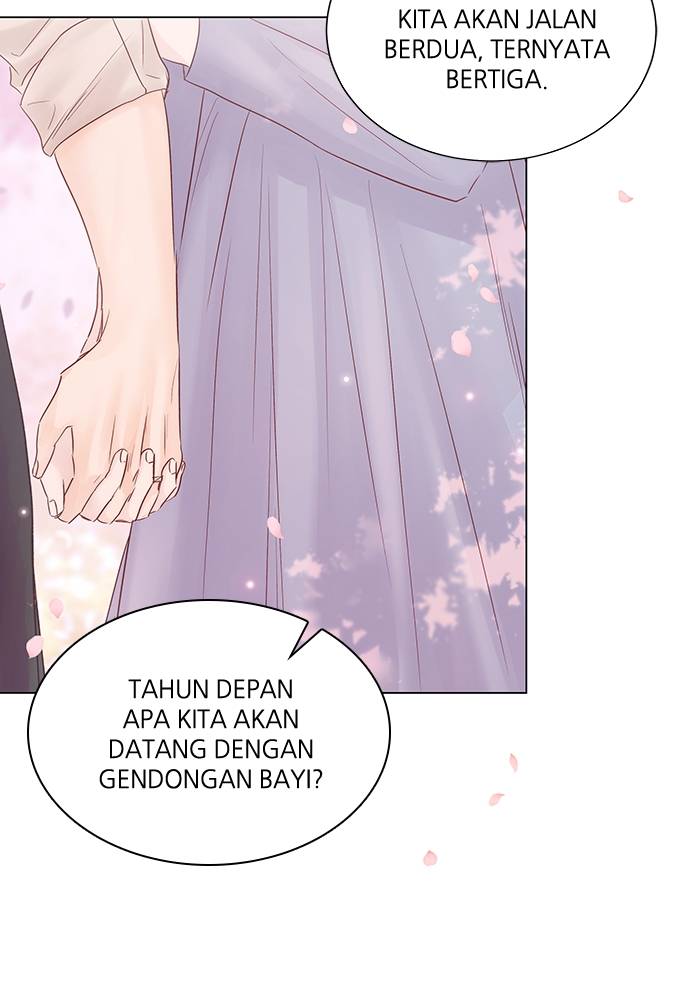 KITA AKAN JALAN
BERDUA, TERNYATA
BERTIGA.
TAHUN DEPAN
APA KITA AKAN
DATANG DENGAN
GENDONGAN BAYI?